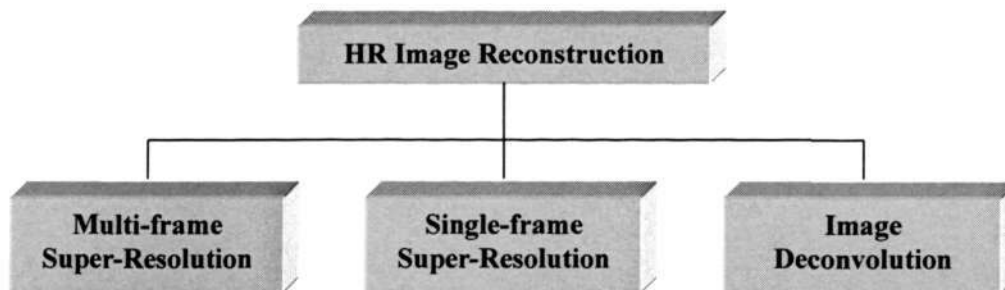 HR Image Reconstruction
Multi-frame
Super-Resolution
Single-frame
Super-Resolution
Image
Deconvolution